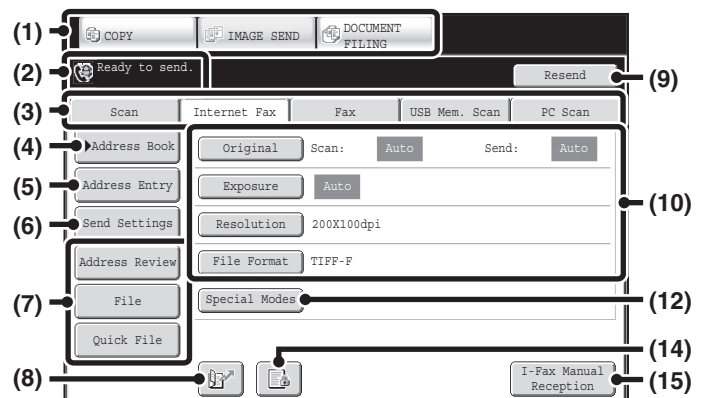 (1) COPY IMAGE SEND DOCUMENT
FILING
(2) Ready to send. Resend (9)
(3) Scan Internet Fax Fax USB Mem. Scan PC Scan
(4) Address Book Original Scan: Auto Send: Auto
(5) Address Entry Exposure Auto (10)
(6) Send Settings Resolution 200X100dpi
Address Review File Format TIFF-F
(7) File Special Modes (12)
Quick File
(14)
(8) I-Fax Manual
Reception (15)